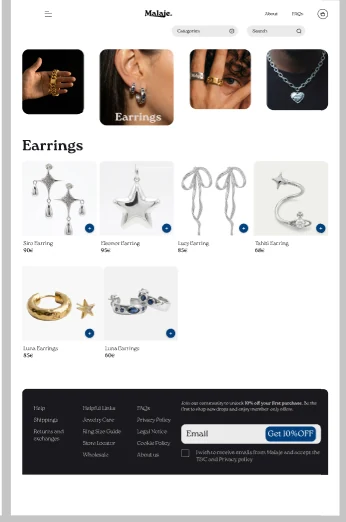 Malaje.
About
FAQs
Categories
Search
Earrings
Earrings
Siro Earring
90€
Eleonor Earring
95€
Lucy Earring
85€
Tahiti Earring
68€
Luna Earrings
85€
Luna Earrings
60€
Help
Shippings
Returns and
exchanges
Helpful Links
Jewelry Care
Ring Size Guide
Store Locator
Wholesale
FAQs
Privacy Policy
Legal Notice
Cookie Policy
About us
Join our community to unlock 10% off your first purchase. Be the
first to shop new drops and enjoy member-only offers.
Email
Get 10%OFF
I wish to receive emails from Malaje and accept the
T&C and Privacy policy